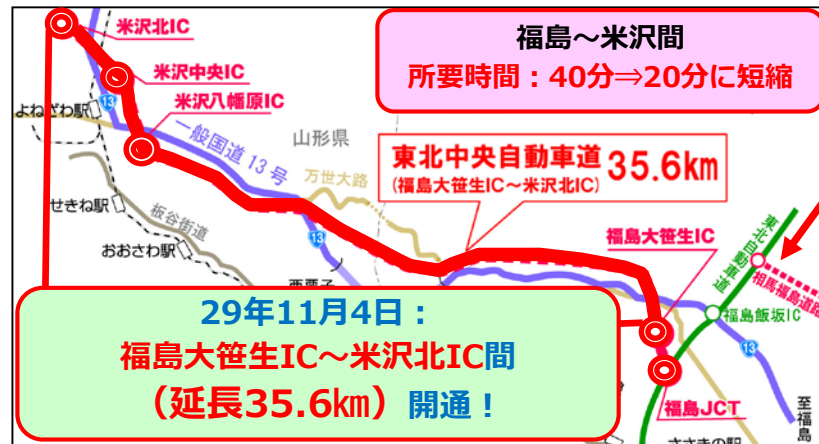 米沢北IC
福島～米沢間
所要時間：40分⇒20分に短縮
米沢中央IC
13
よねざわ駅
米沢八幡原IC
一般国道13号
山形県
万世大路
東北中央自動車道 35.6km
(福島大笹生IC～米沢北IC)
せきね駅
板谷街道
おおさわ駅
13
福島大笹生IC
東北自動車道
相馬福島道路
福島飯坂IC
13
29年11月4日：
福島大笹生IC～米沢北IC間
（延長35.6㎞）開通！
福島JCT
至福島